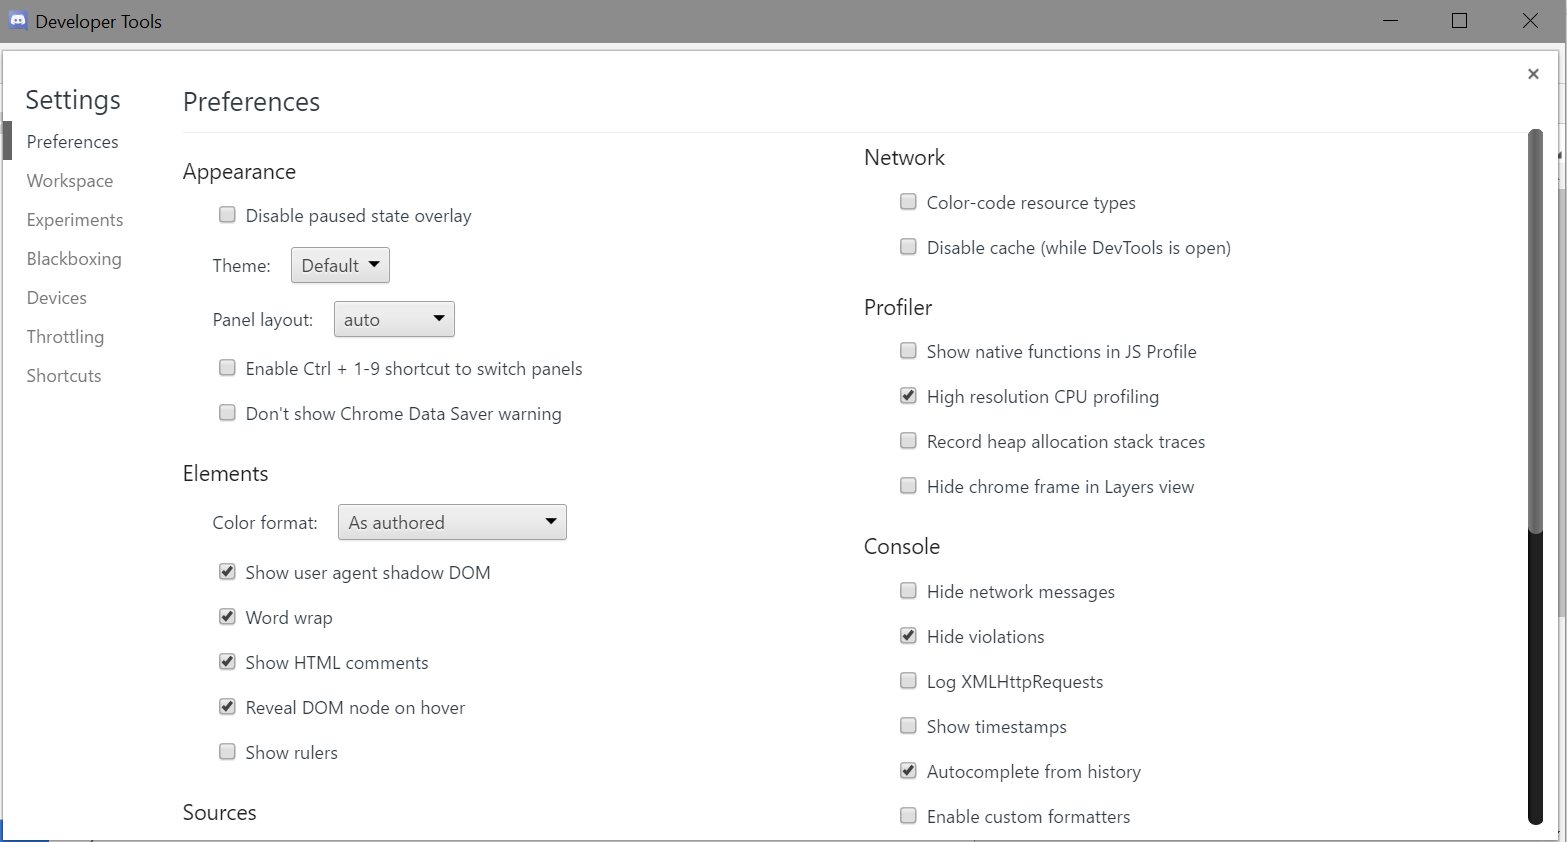 Developer Tools
Settings
Preferences
Workspace
Experiments
Blackboxing
Devices
Throttling
Shortcuts
Preferences
Appearance
Disable paused state overlay
Theme: Default
Panel layout: auto
Enable Ctrl + 1-9 shortcut to switch panels
Don't show Chrome Data Saver warning
Elements
Color format: As authored
Show user agent shadow DOM
Word wrap
Show HTML comments
Reveal DOM node on hover
Show rulers
Sources
Network
Color-code resource types
Disable cache (while DevTools is open)
Profiler
Show native functions in JS Profile
High resolution CPU profiling
Record heap allocation stack traces
Hide chrome frame in Layers view
Console
Hide network messages
Hide violations
Log XMLHttpRequests
Show timestamps
Autocomplete from history
Enable custom formatters